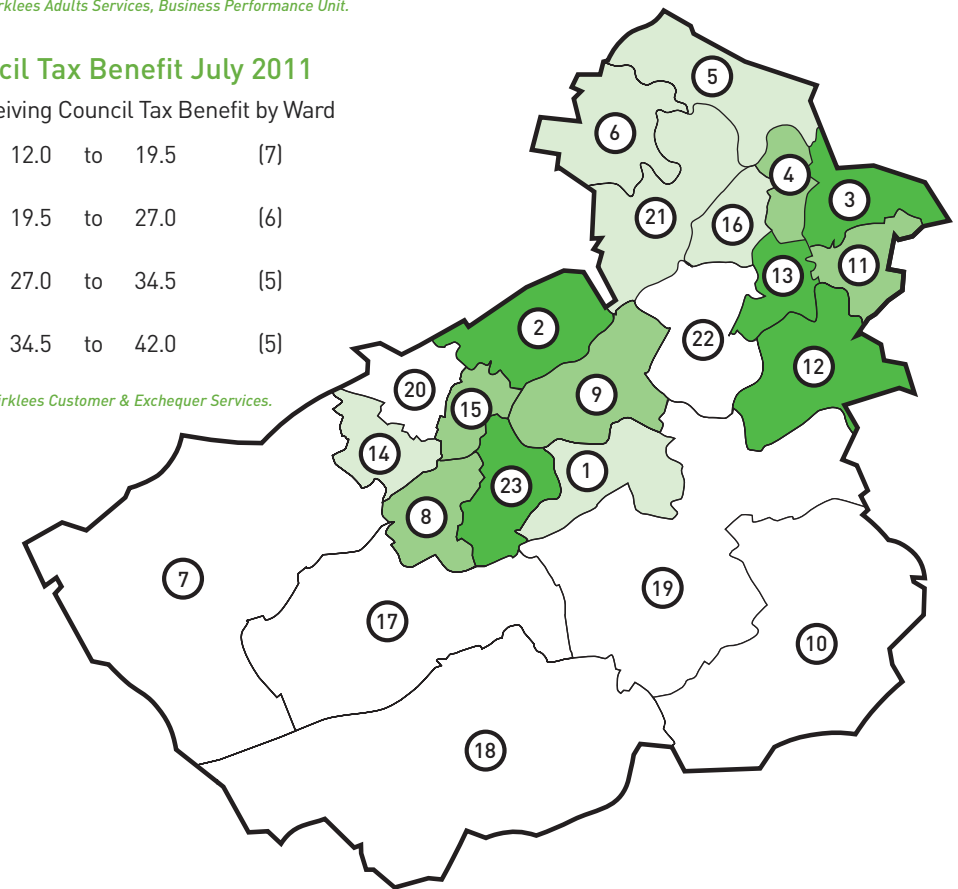 rklees Adults Services, Business Performance Unit.
cil Tax Benefit July 2011
eiving Council Tax Benefit by Ward
12.0 to 19.5 (7)
19.5 to 27.0 (6)
27.0 to 34.5 (5)
34.5 to 42.0 (5)
irklees Customer & Exchequer Services.
5
6
4
3
21
16
11
13
2
22
12
20
9
15
14
1
23
8
7
19
17
10
18